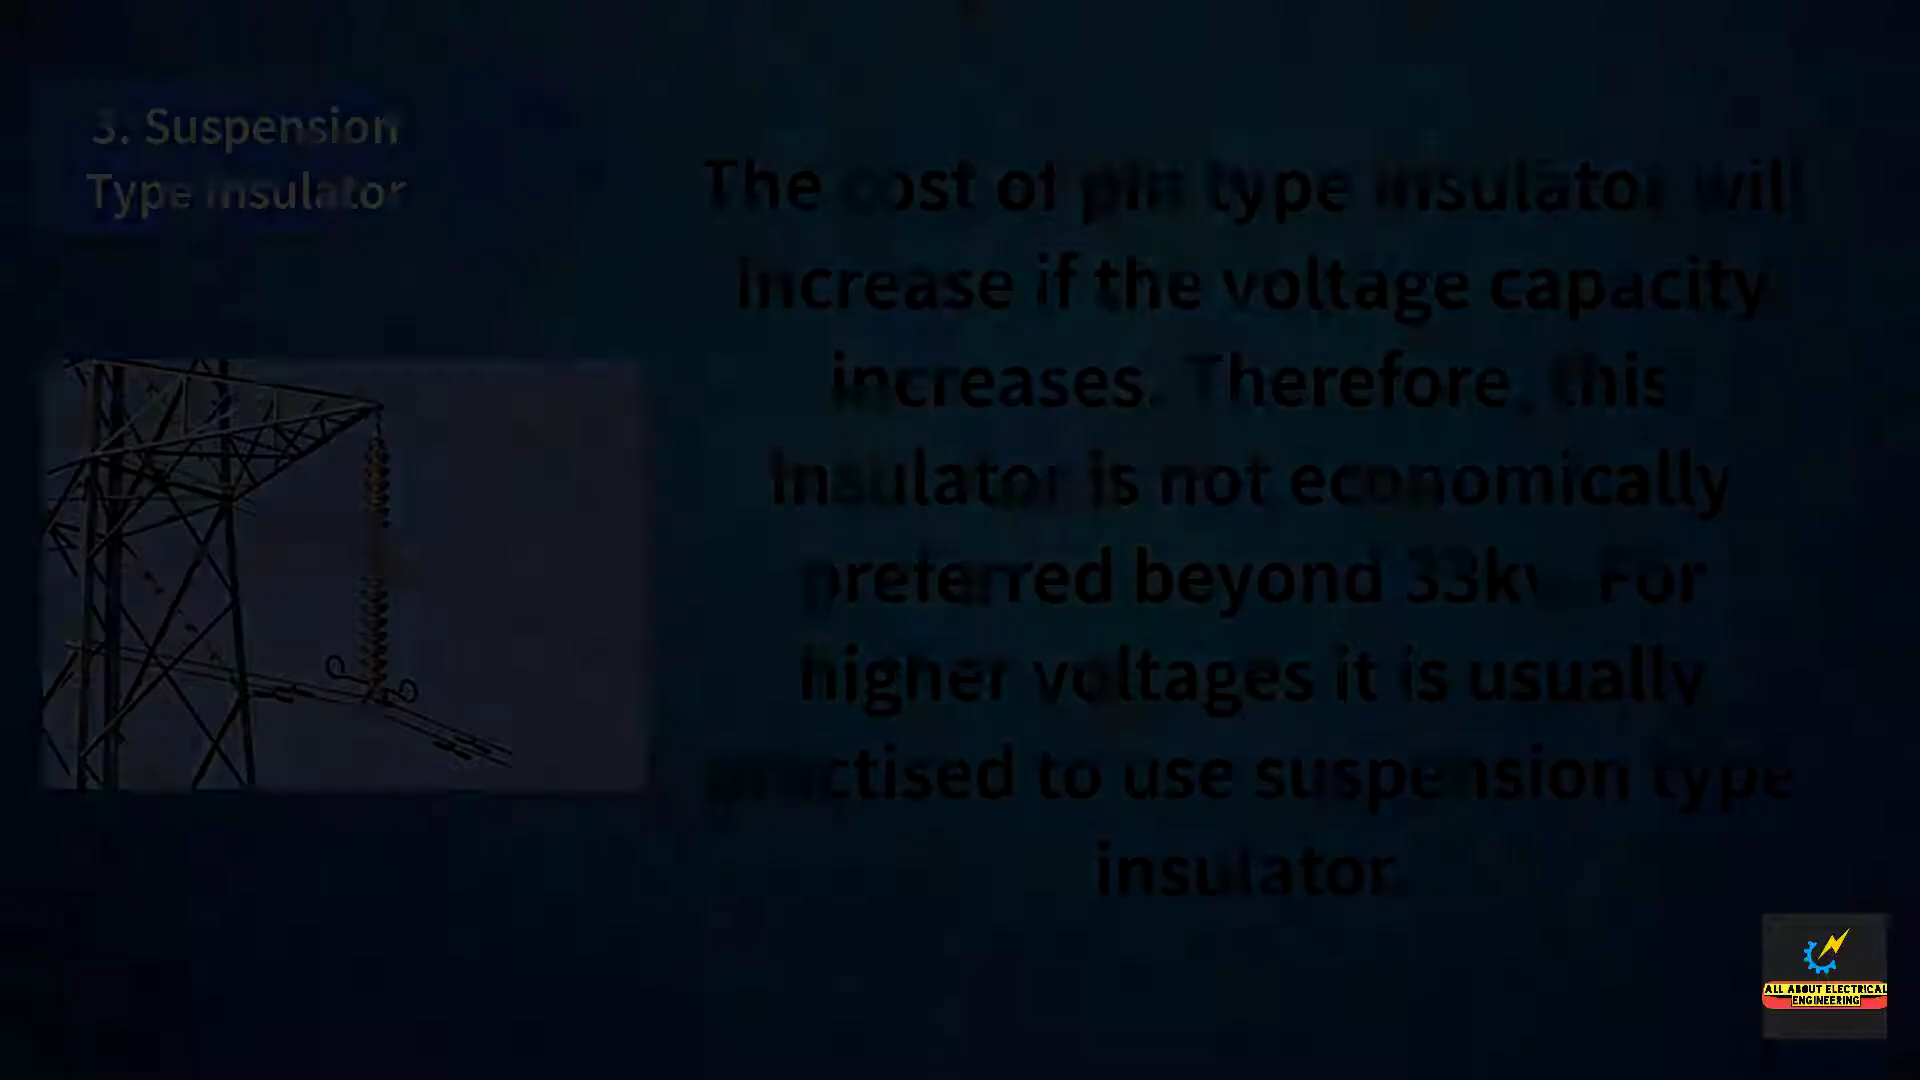 3. Suspension
Type Insulator
The cost of pin type insulator will
increase if the voltage capacity
increases. Therefore, this
insulator is not economically
preferred beyond 33kv. For
higher voltages it is usually
practised to use suspension type
insulator.
ALL ABOUT ELECTRICAL
ENGINEERING